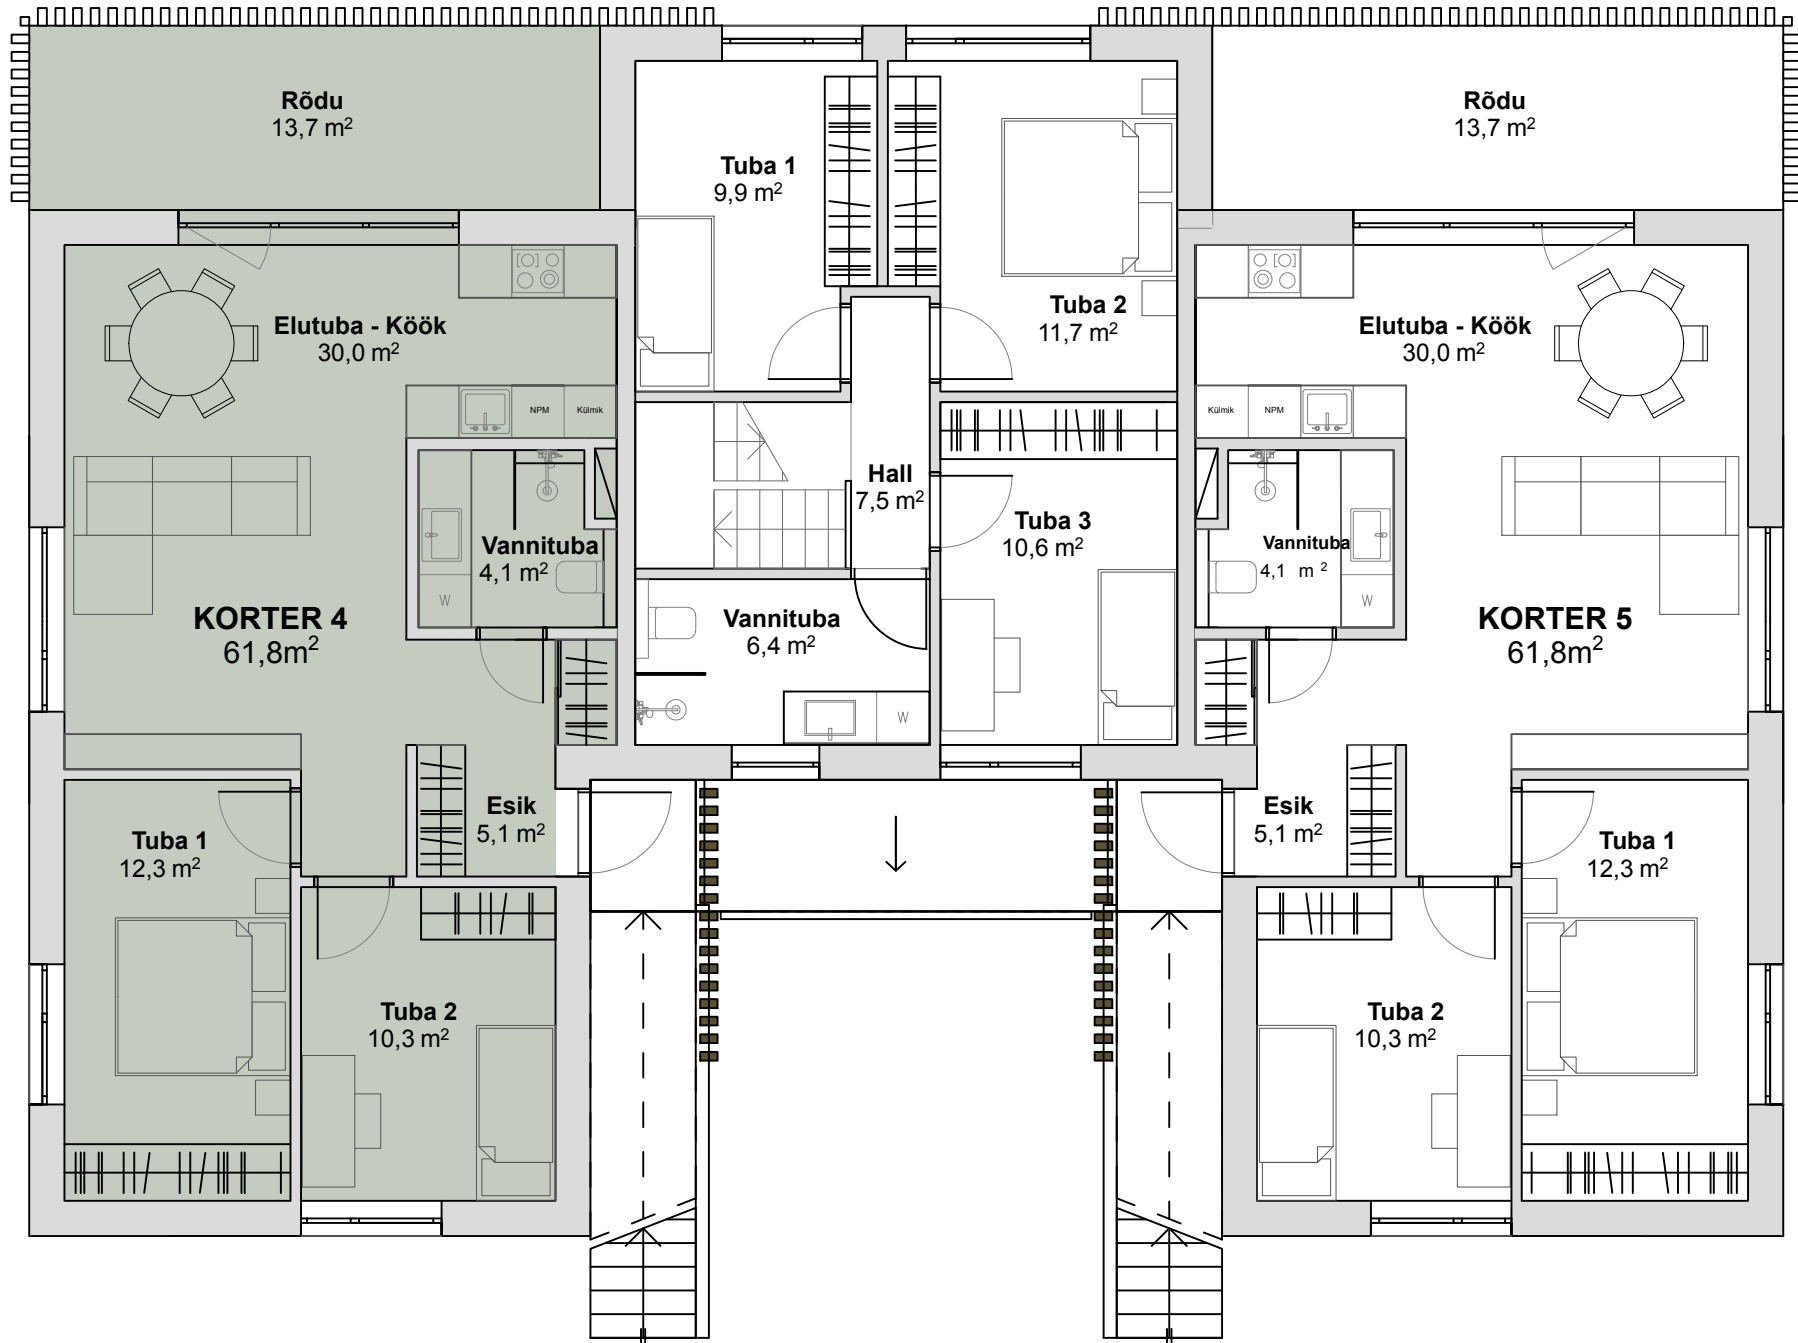 Rõdu
13,7 m²
Rõdu
13,7 m²
Tuba 1
9,9 m²
Tuba 2
11,7 m²
Elutuba - Köök
30,0 m²
Elutuba - Köök
30,0 m²
NPM
Külmik
Külmik
NPM
Hall
7,5 m²
Tuba 3
10,6 m²
Vannituba
4,1 m²
W
Vannituba
4,1 m ²
W
KORTER 4
61,8m²
Vannituba
6,4 m²
W
KORTER 5
61,8m²
Esik
5,1 m²
Esik
5,1 m²
Tuba 1
12,3 m²
Tuba 1
12,3 m²
Tuba 2
10,3 m²
Tuba 2
10,3 m²